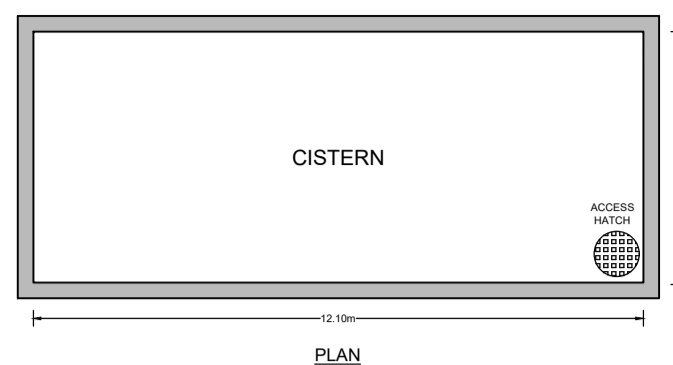 CISTERN
ACCESS
HATCH
12.10m
PLAN